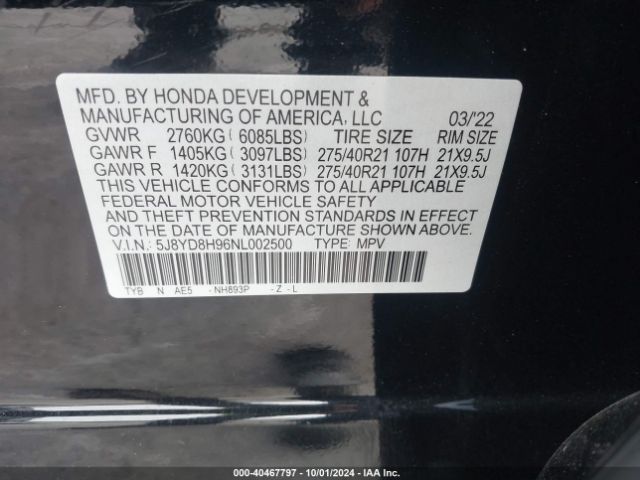 MFD. BY HONDA DEVELOPMENT &
MANUFACTURING OF AMERICA, LLC 03/'22
GVWR 2760KG(6085LBS) TIRE SIZE RIM SIZE
GAWR F 1405KG(3097LBS) 275/40R21 107H 21X9.5J
GAWR R 1420KG(3131LBS) 275/40R21 107H 21X9.5J
THIS VEHICLE CONFORMS TO ALL APPLICABLE
FEDERAL MOTOR VEHICLE SAFETY
AND THEFT PREVENTION STANDARDS IN EFFECT
ON THE DATE OF MANUFACTURE SHOWN ABOVE.
V.I.N.: 5J8YD8H96NL002500 TYPE: MPV
TYB N AE5 -NH893P -Z -L
000-40467797 - 10/01/2024 - IAA Inc.